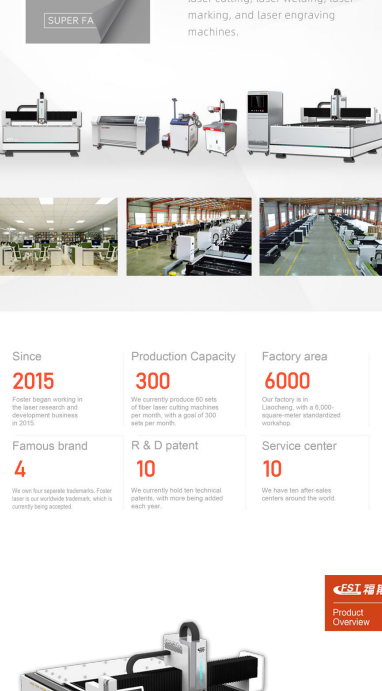 laser cutting, laser welding, laser
marking, and laser engraving
machines.
SUPER FA
Since
2015
Foster began working in
the laser research and
development business
in 2015.
Production Capacity
300
We currently produce 60 sets
of fiber laser cutting machines
per month, with a goal of 300
sets per month.
Factory area
6000
Our factory is in
Liaocheng, with a 6,000-
square-meter standardized
workshop.
Famous brand
4
We own four separate trademarks. Foster
laser is our worldwide trademark, which is
currently being accepted.
R & D patent
10
We currently hold ten technical
patents, with more being added
each year.
Service center
10
We have ten after-sales
centers around the world.
FST 福
Product
Overview